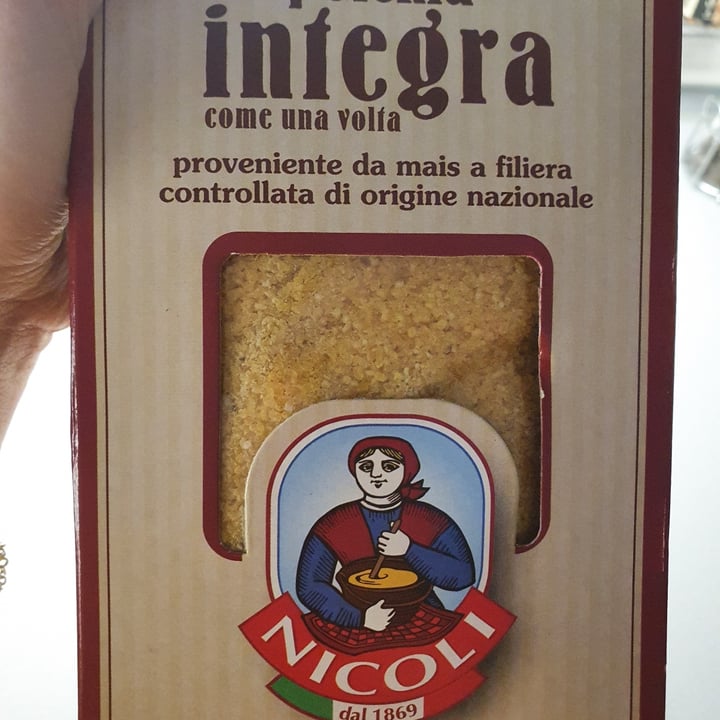 integra
come una volta
proveniente da mais a filiera
controllata di origine nazionale
NICOLI
dal 1869